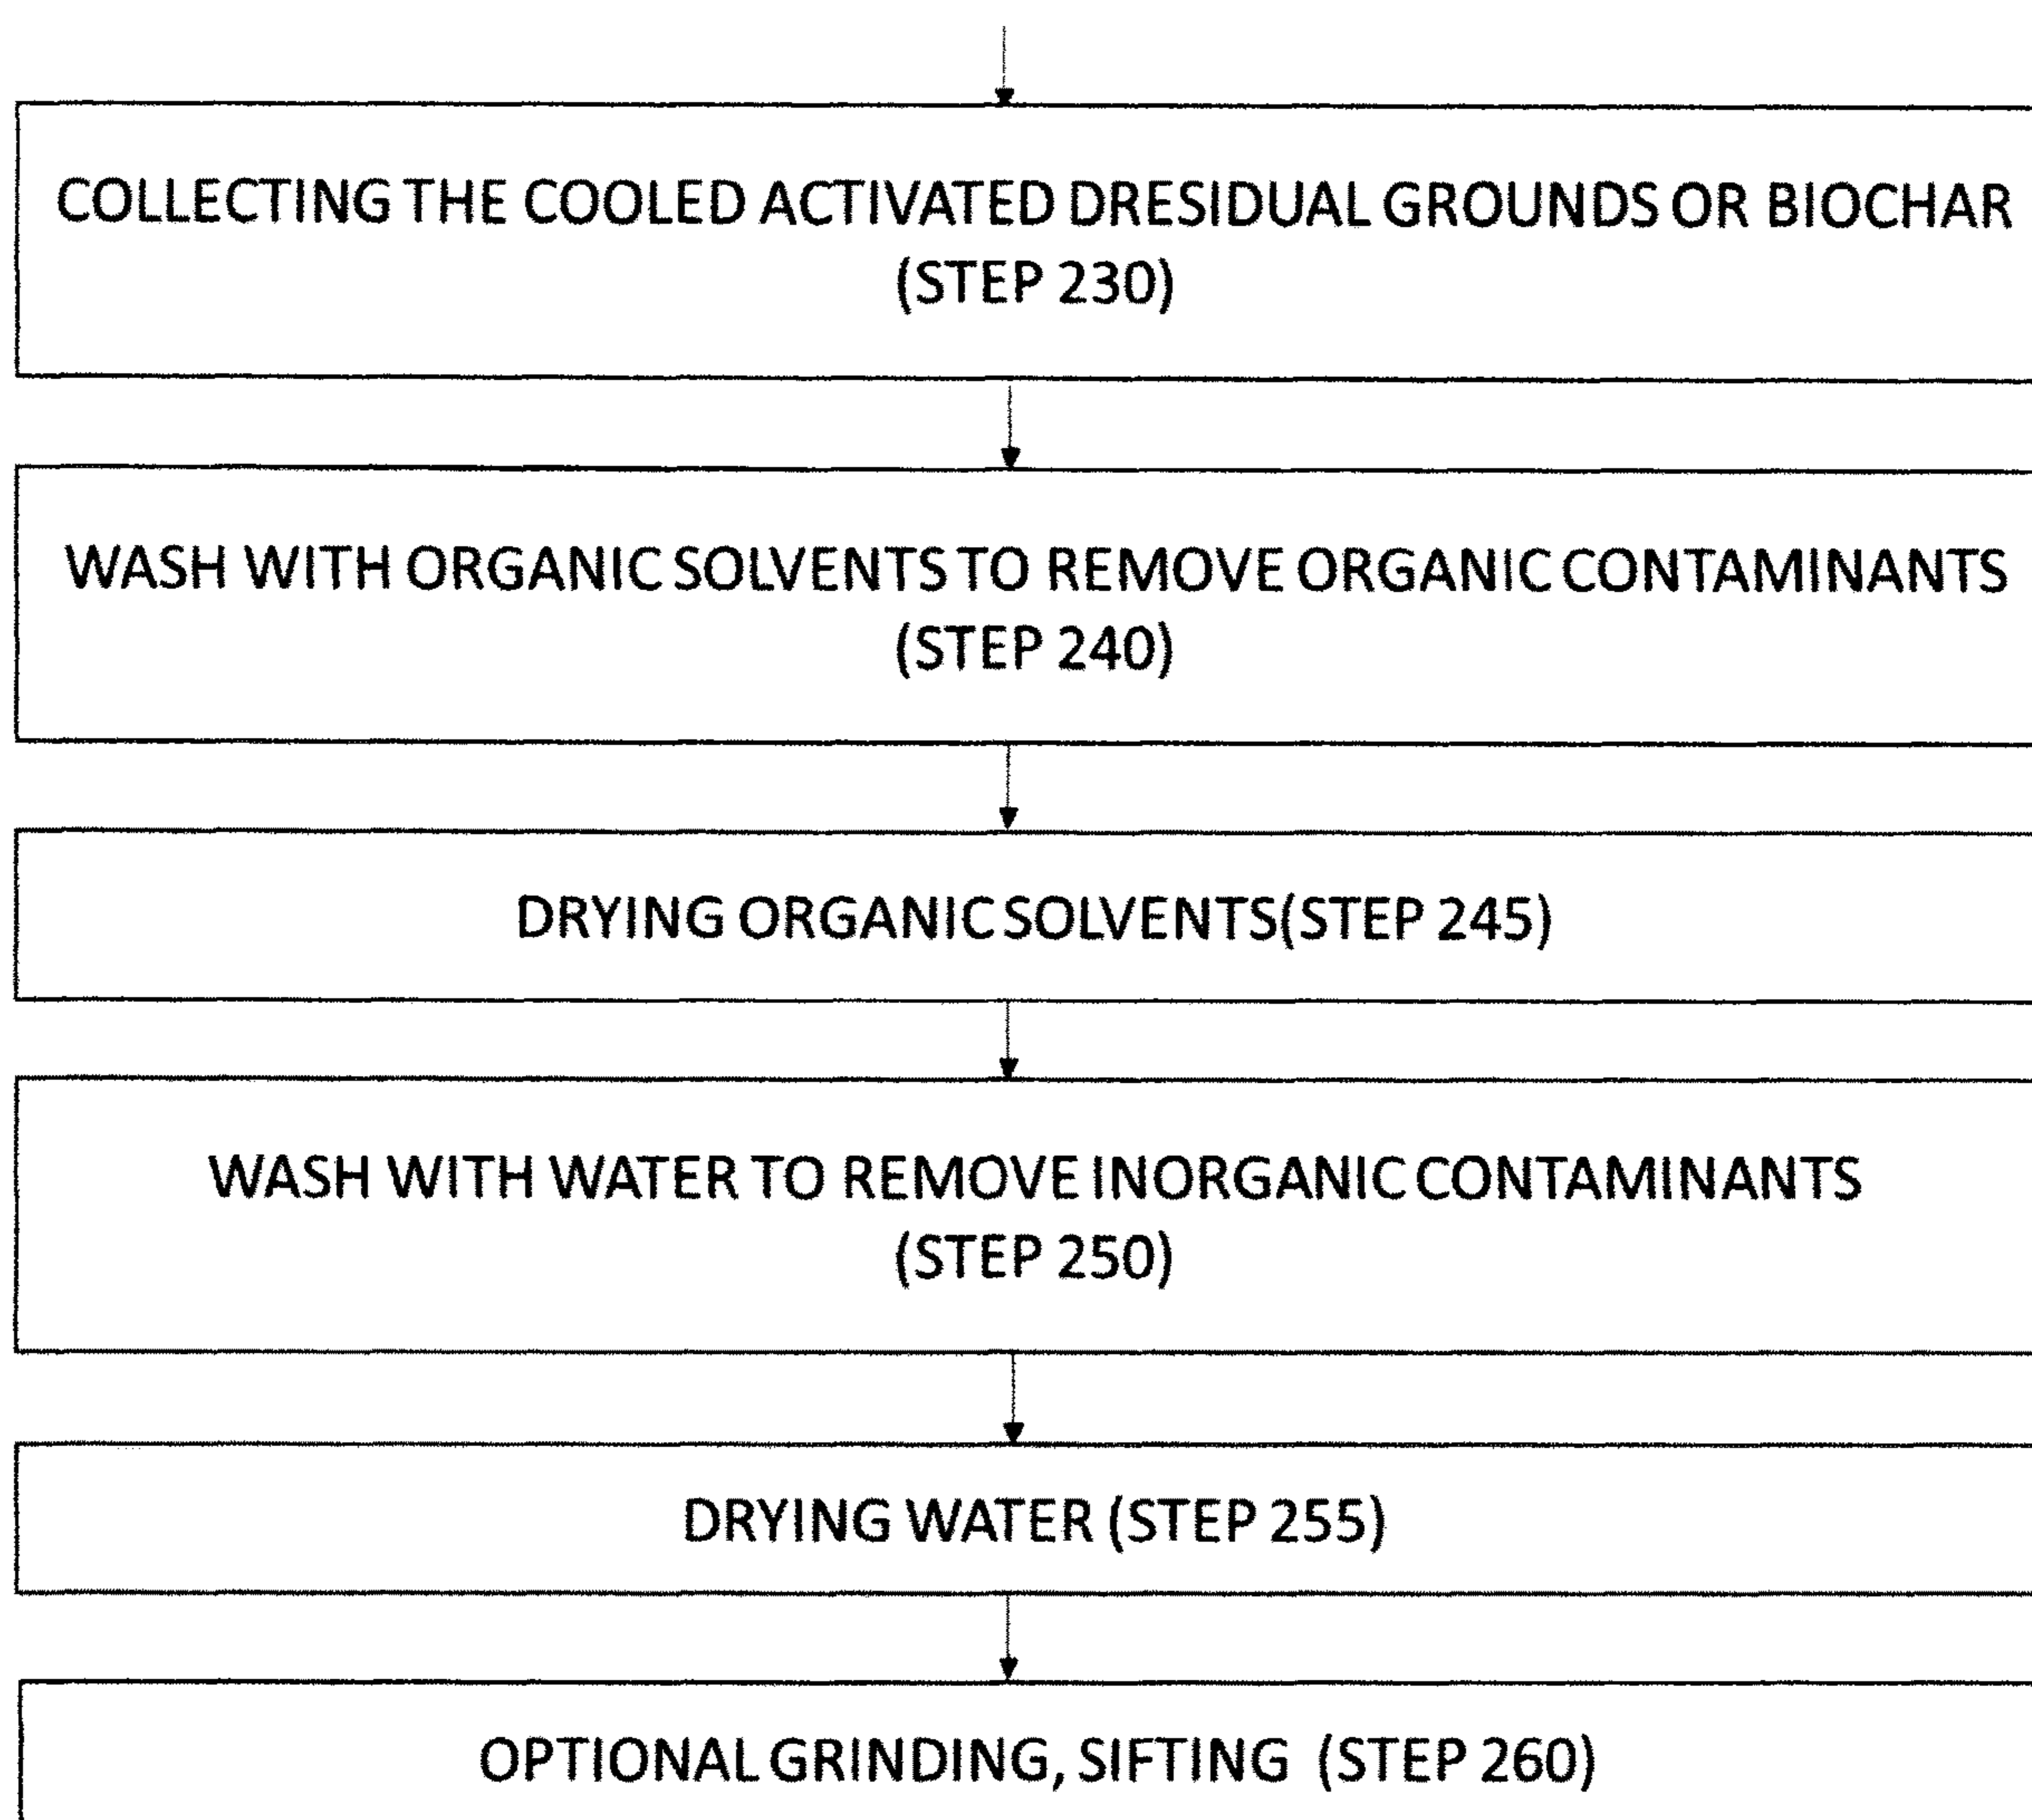 COLLECTING THE COOLED ACTIVATED DRESIDUAL GROUNDS OR BIOCHAR
(STEP 230)
WASH WITH ORGANIC SOLVENTS TO REMOVE ORGANIC CONTAMINANTS
(STEP 240)
DRYING ORGANIC SOLVENTS(STEP 245)
WASH WITH WATER TO REMOVE INORGANIC CONTAMINANTS
(STEP 250)
DRYING WATER (STEP 255)
OPTIONAL GRINDING, SIFTING (STEP 260)